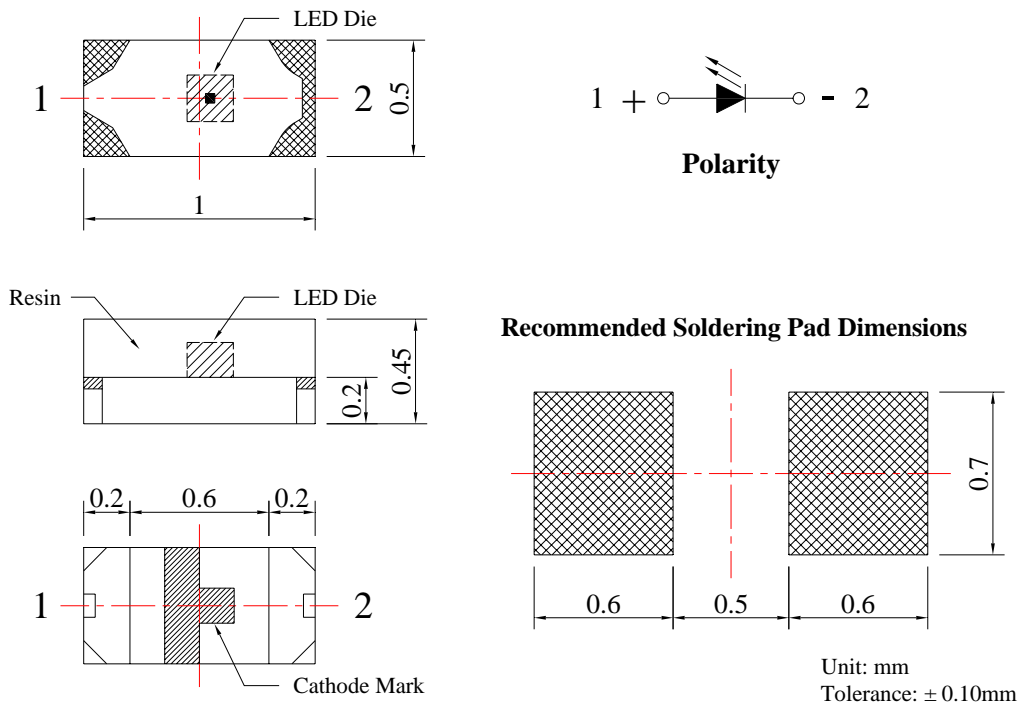 LED Die
1
2
0.5
1
1 + - 2
Polarity
Resin
LED Die
0.2
0.45
Recommended Soldering Pad Dimensions
0.7
0.6
0.5
0.6
0.2
0.6
0.2
1
2
Cathode Mark
Unit: mm
Tolerance: ± 0.10mm